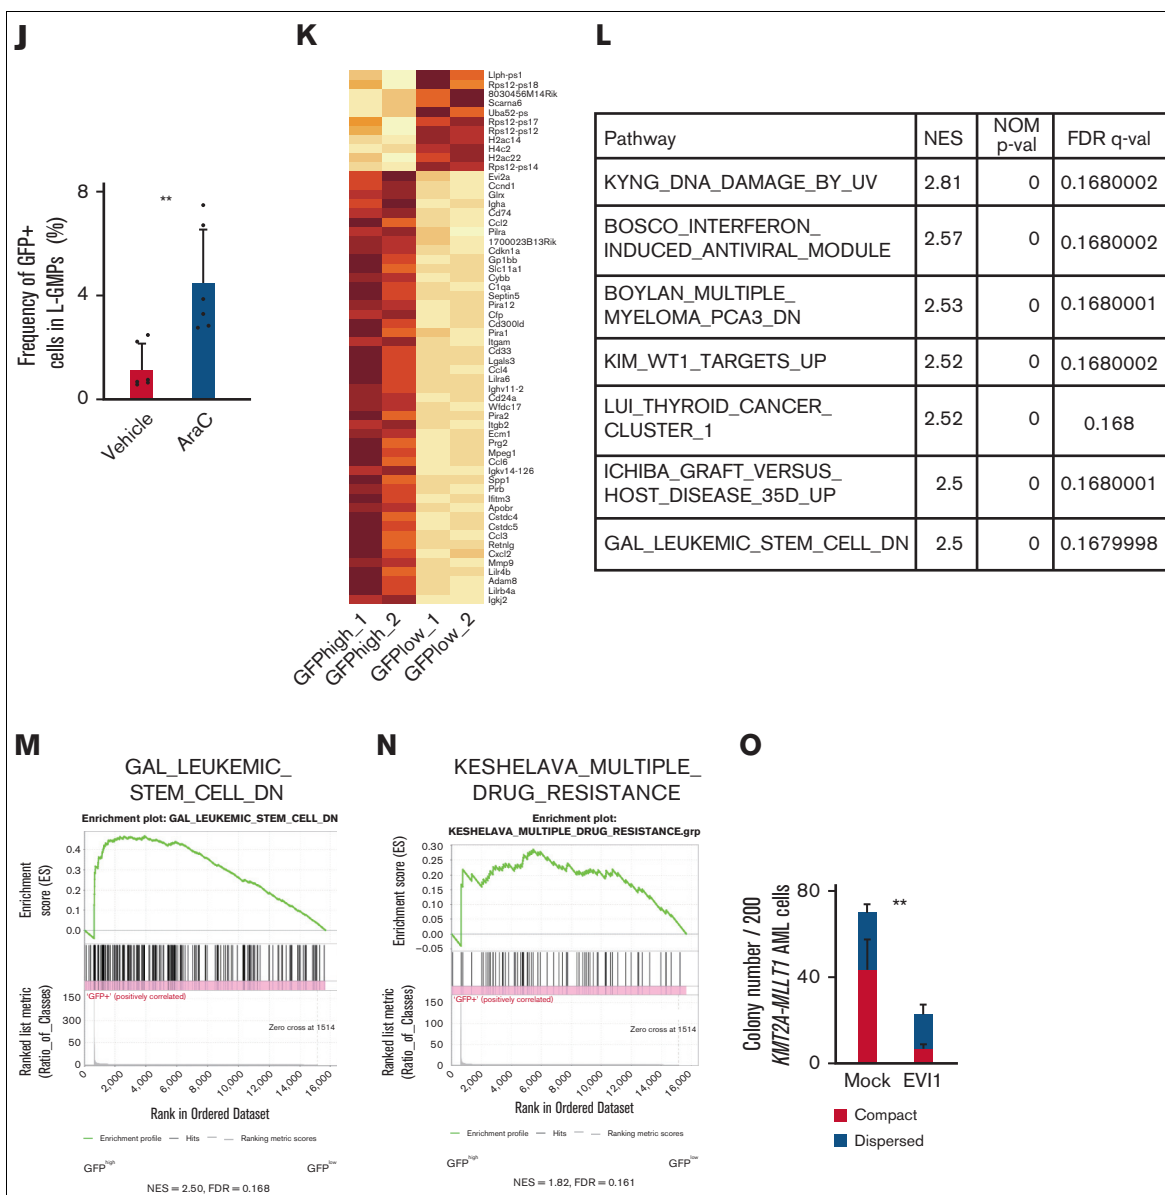 J
8
4
0
Frequency of GFP+
cells in L-GMPs (%)
**
Vehicle
AraC
K
Llph-ps1
Rps12-ps18
8030456M14Rik
Scarna6
Uba52-ps
Rps12-ps17
Rps12-ps12
H2ac14
H4c2
H2ac22
Rps12-ps14
Evi2a
Ccnd1
Glrx
Igha
Cd74
Ccl2
Pilra
1700023B13Rik
Cdkn1a
Gp1bb
Slc11a1
Cybb
C1qa
Septin5
Pira12
Cfp
Cd300ld
Pira1
Itgam
Cd33
Lgals3
Ccl4
Lilra6
Ighv11-2
Cd24a
Wfdc17
Pira2
Itgb2
Ecm1
Prg2
Mpeg1
Ccl6
Igkv14-126
Spp1
Pirb
Ifitm3
Apobr
Cstdc4
Cstdc5
Ccl3
Retnlg
Cxcl2
Mmp9
Lilr4b
Adam8
Lilrb4a
Igkj2
GFPhigh_1
GFPhigh_2
GFPlow_1
GFPlow_2
L
Pathway NES NOM p-val FDR q-val
KYNG_DNA_DAMAGE_BY_UV 2.81 0 0.1680002
BOSCO_INTERFERON_
INDUCED_ANTIVIRAL_MODULE 2.57 0 0.1680002
BOYLAN_MULTIPLE_
MYELOMA_PCA3_DN 2.53 0 0.1680001
KIM_WT1_TARGETS_UP 2.52 0 0.1680002
LUI_THYROID_CANCER_
CLUSTER_1 2.52 0 0.168
ICHIBA_GRAFT_VERSUS_
HOST_DISEASE_35D_UP 2.5 0 0.1680001
GAL_LEUKEMIC_STEM_CELL_DN 2.5 0 0.1679998
M
GAL_LEUKEMIC_
STEM_CELL_DN
Enrichment plot: GAL_LEUKEMIC_STEM_CELL_DN
Enrichment
score (ES)
0.4
0.3
0.2
0.1
0.0
'GFP+' (positively correlated)
Ranked list metric
(Ratio_of_Classes)
150
300
50
0
Zero cross at 1514
0 2,000 4,000 6,000 8,000 10,000 12,000 14,000 16,000
Rank in Ordered Dataset
Enrichment profile Hits Ranking metric scores
GFPhigh GFPlow
NES = 2.50, FDR = 0.168
N
KESHELAVA_MULTIPLE_
DRUG_RESISTANCE
Enrichment plot:
KESHELAVA_MULTIPLE_DRUG_RESISTANCE.grp
Enrichment score (ES)
0.30
0.25
0.20
0.15
0.10
0.05
0.00
−0.05
'GFP+' (positively correlated)
Ranked list metric
(Ratio_of_Classes)
150
100
50
0
Zero cross at 1514
0 2,000 4,000 6,000 8,000 10,000 12,000 14,000 16,000
Rank in Ordered Dataset
Enrichment profile Hits Ranking metric scores
GFPhigh GFPlow
NES = 1.82, FDR = 0.161
O
Colony number / 200
KMT2A-MLLT1 AML cells
80
40
0
**
Mock EVI1
Compact
Dispersed